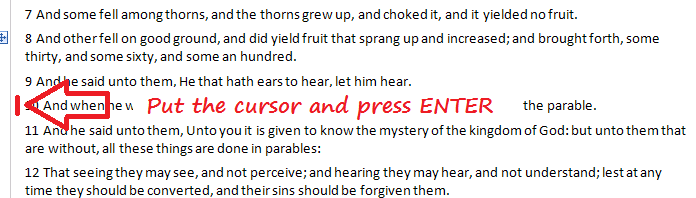 7 And some fell among thorns, and the thorns grew up, and choked it, and it yielded no fruit.
8 And other fell on good ground, and did yield fruit that sprang up and increased; and brought forth, some
thirty, and some sixty, and some an hundred.
9 And he said unto them, He that hath ears to hear, let him hear.
And when he Put the cursor and press ENTER the parable.
11 And he said unto them, Unto you it is given to know the mystery of the kingdom of God: but unto them that
are without, all these things are done in parables:
12 That seeing they may see, and not perceive; and hearing they may hear, and not understand; lest at any
time they should be converted, and their sins should be forgiven them.